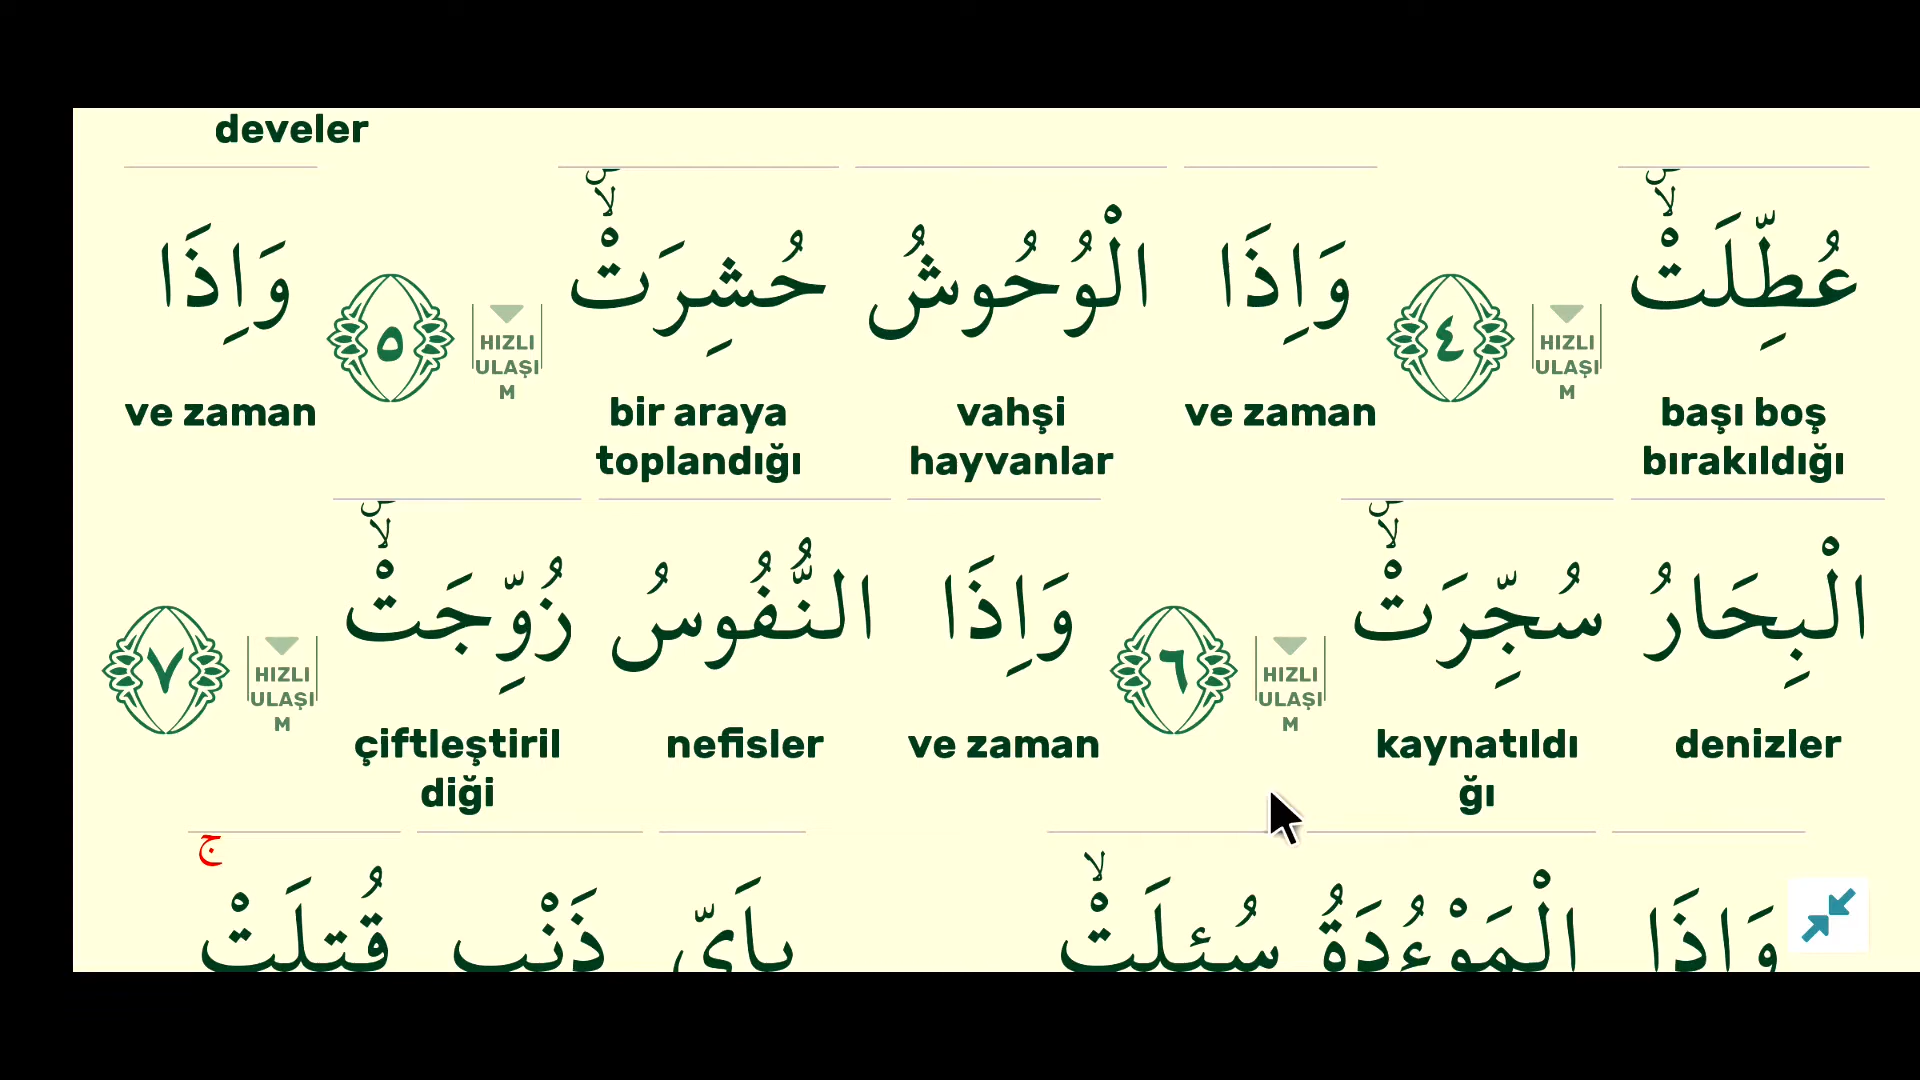 develer
عُطِّلَتْۙۖ ٤ وَاِذَا الْوُحُوشُ حُشِرَتْۙۖ ٥ وَاِذَا
HIZLI ULAŞIM HIZLI ULAŞIM
başı boş bırakıldığı ve zaman vahşi hayvanlar bir araya toplandığı ve zaman
الْبِحَارُ سُجِّرَتْۙۖ ٦ وَاِذَا النُّفُوسُ زُوِّجَتْۙۖ ٧
HIZLI ULAŞIM HIZLI ULAŞIM
denizler kaynatıldığı ve zaman nefisler çiftleştirildiği
وَاِذَا الْمَوْءُدَةُ سُئِلَتْۙ بِاَيِّ ذَنْبٍ قُتِلَتْۚ